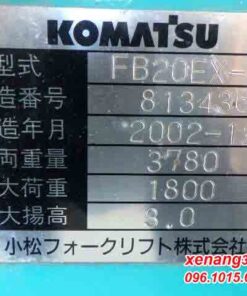 KOMATSU
型式 FB20EX-
造番号 81343
造年月 2002-1
両重量 3780
大荷重 1800
大揚高 3.0
小松フォークリフト株式会
xenang3
096.1015.